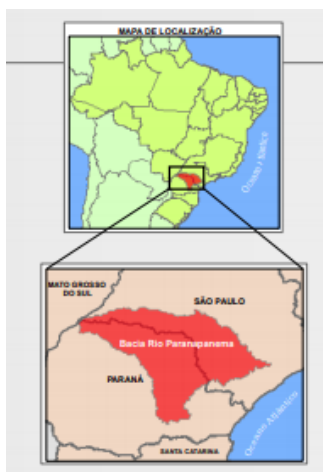 MAPA DE LOCALIZAÇÃO
Oceano Atlântico
MATO GROSSO
DO SUL
SÃO PAULO
Bacia Rio Paranapanema
PARANÁ
Oceano Atlântico
SANTA CATARINA